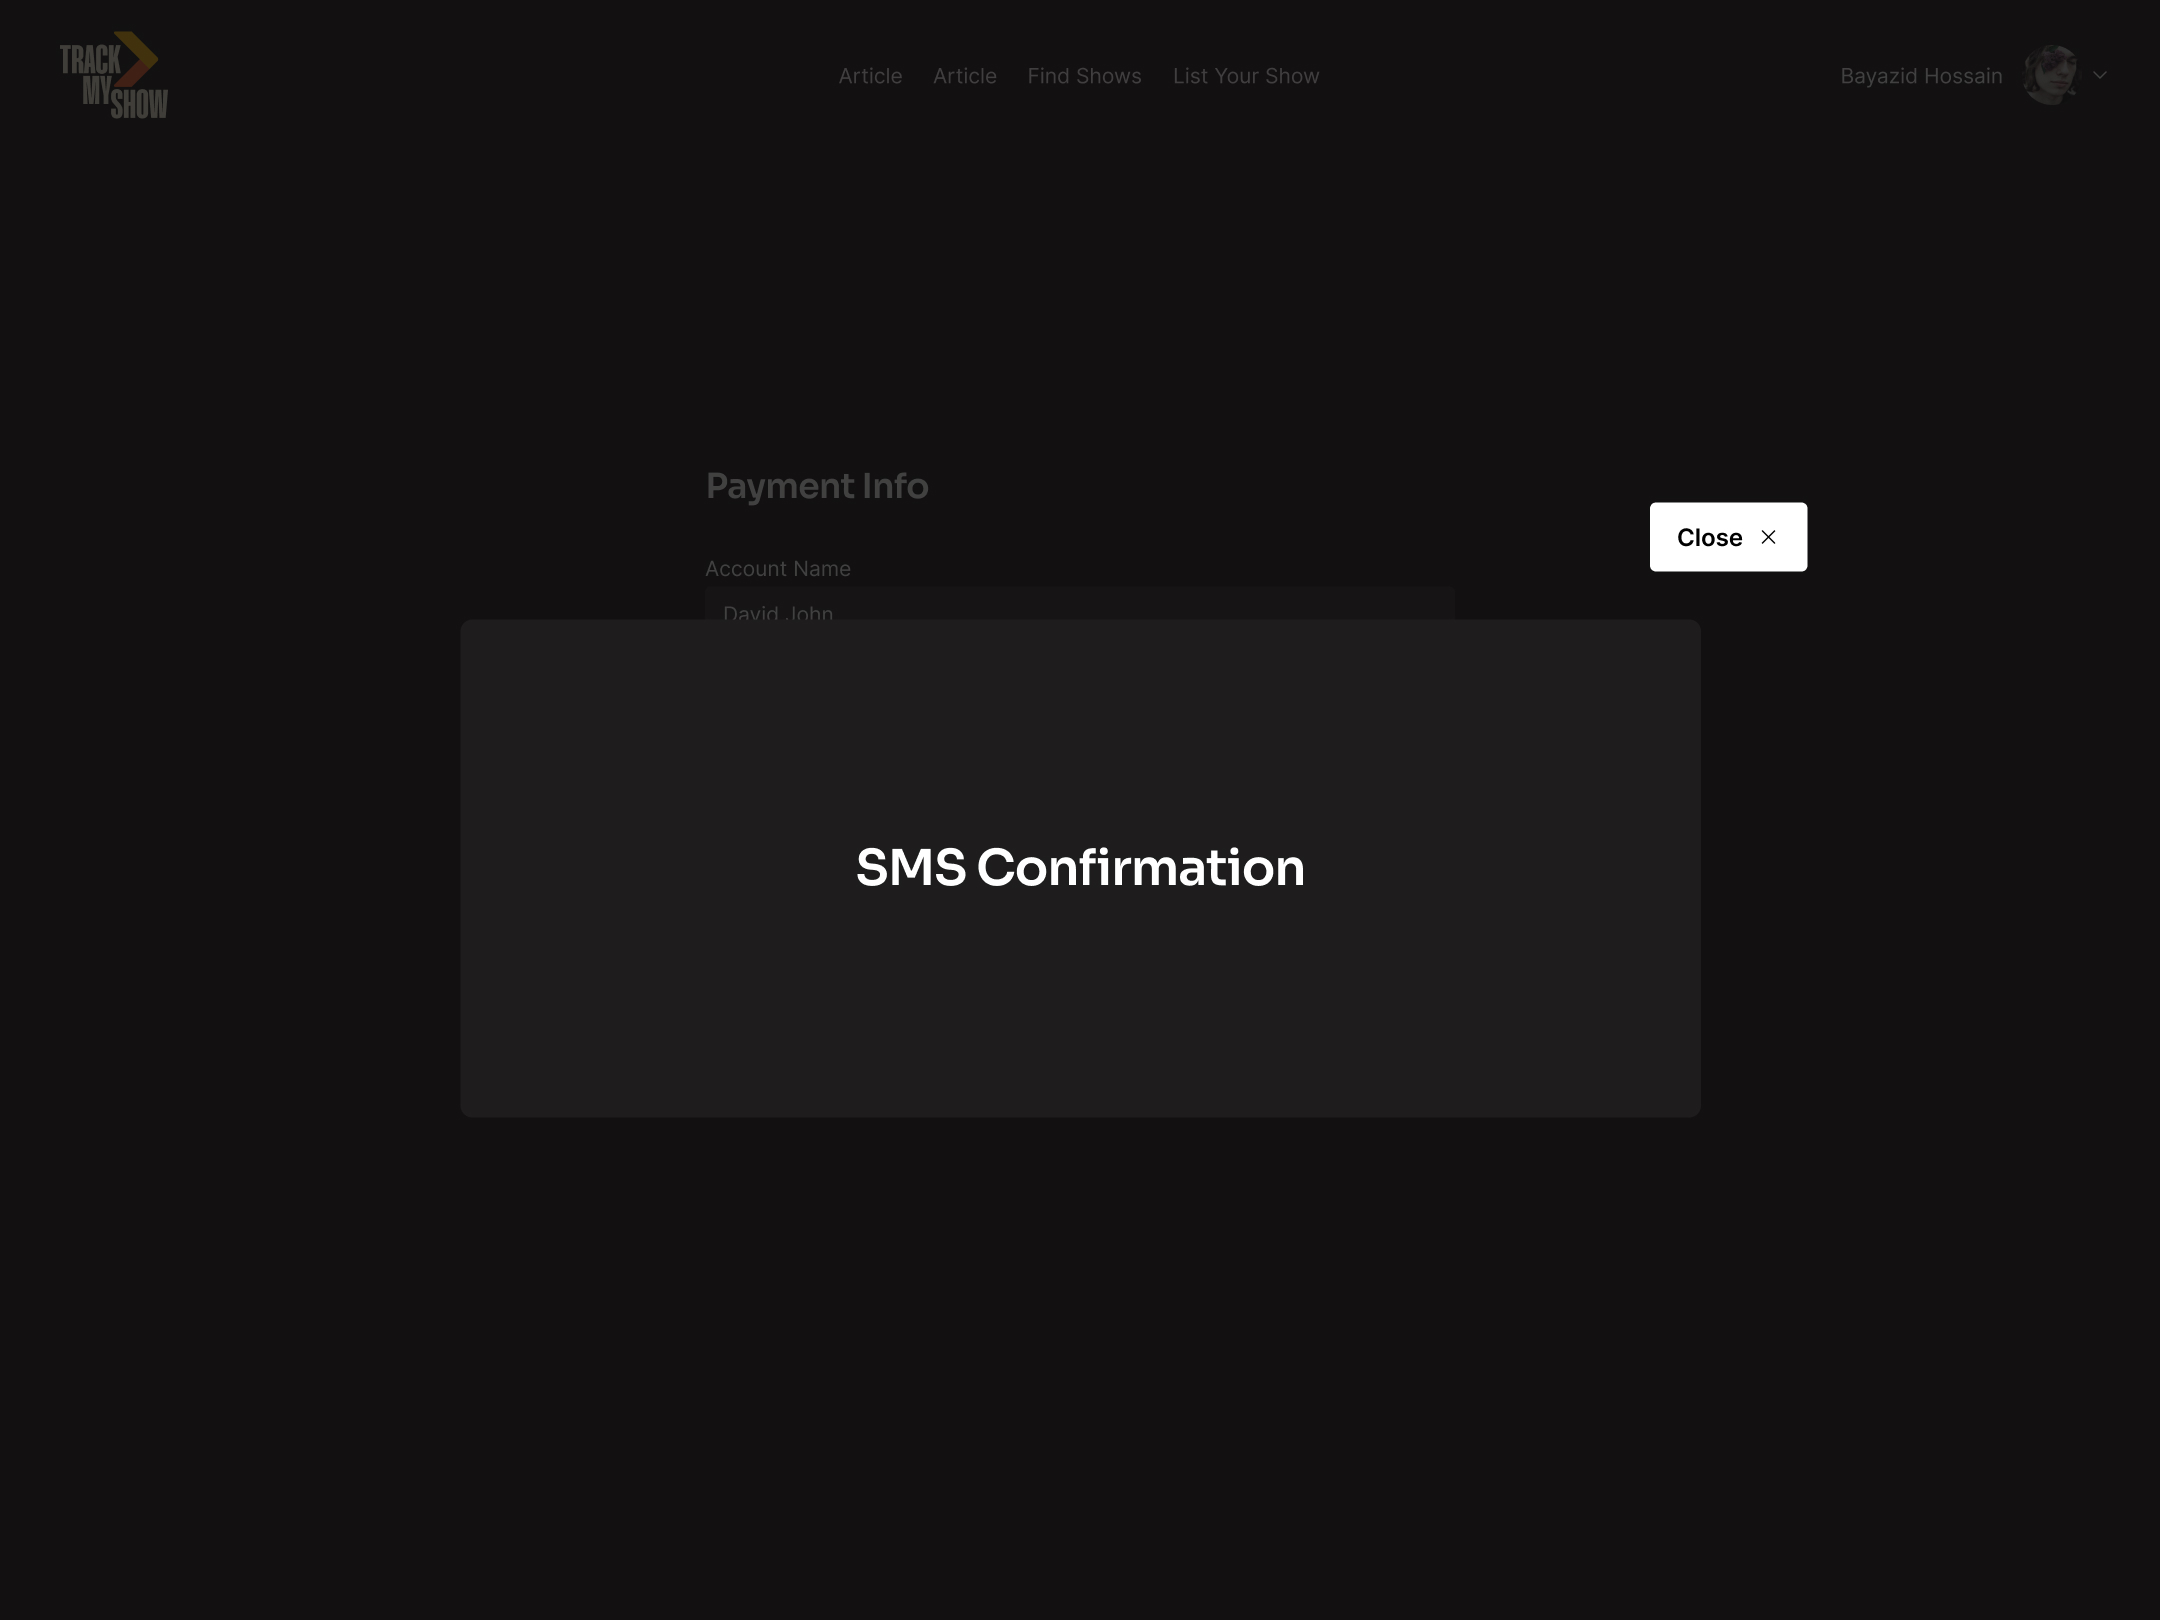 TRACK
MY
SHOW
Article Article Find Shows List Your Show
Bayazid Hossain
Payment Info
Close
Account Name
David John
SMS Confirmation